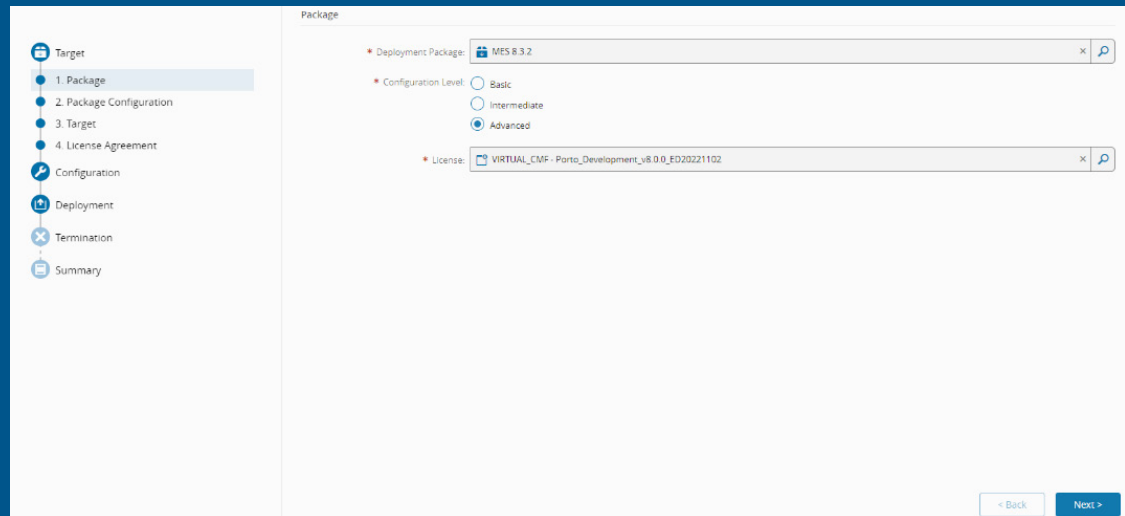 Package
Target
1. Package
2. Package Configuration
3. Target
4. License Agreement
Configuration
Deployment
Termination
Summary
* Deployment Package: MES 8.3.2
* Configuration Level: Basic
Intermediate
Advanced
* License: VIRTUAL_CMF - Porto_Development_v8.0.0_ED20221102
< Back Next >